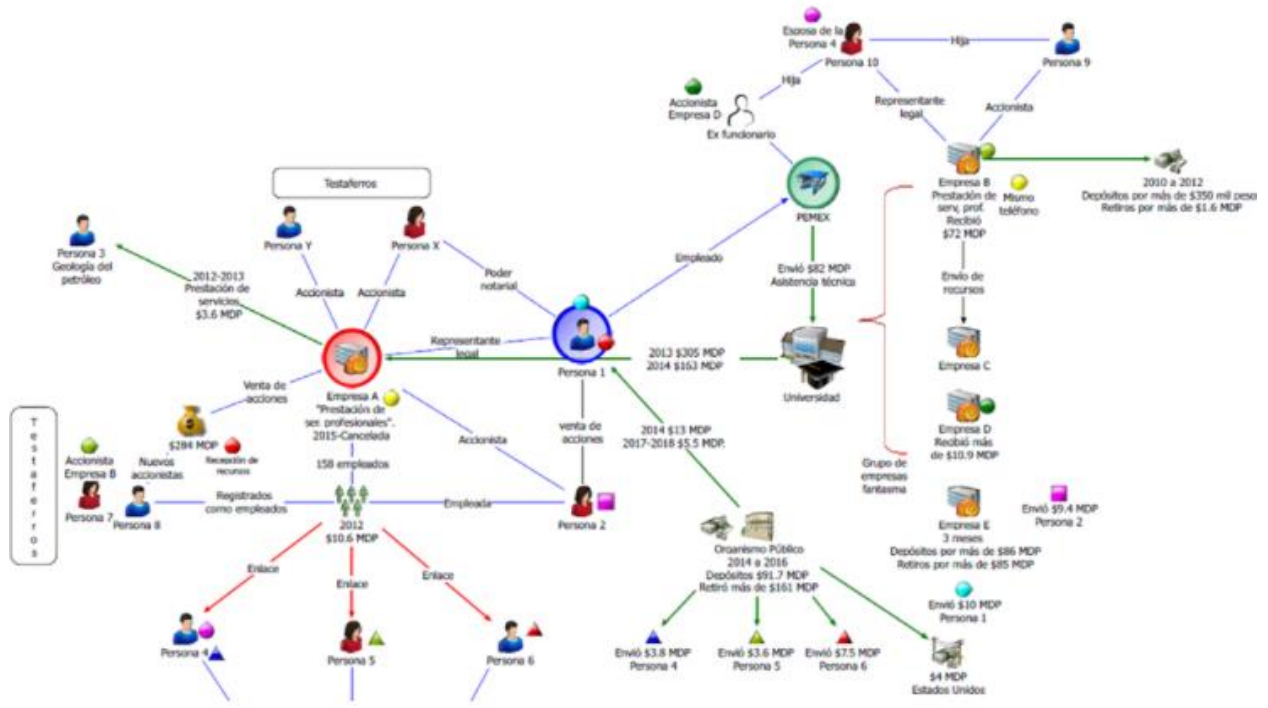 Esposa de la
Persona 4
Persona 10
Hija
Persona 9
Hija
Accionista
Empresa D
Ex funcionario
Representante
legal
Accionista
PEMEX
Empresa B
Prestación de
serv. prof.
Recibió
$72 MDP
Mismo
teléfono
2010 a 2012
Depósitos por más de $350 mil peso
Retiros por más de $1.6 MDP
Testaferros
Persona Y
Persona X
Persona 3
Geología del
petróleo
2012-2013
Prestación de
servicios
$3.6 MDP
Accionista
Accionista
Poder
notarial
Empleado
Envió $82 MDP
Asistencia técnica
Envío de
recursos
Representante
legal
Persona 1
2013 $305 MDP
2014 $163 MDP
Universidad
Empresa C
Venta de
acciones
Empresa A
"Prestación de
ser. profesionales".
2015-Cancelada
Accionista
venta de
acciones
2014 $13 MDP
2017-2018 $5.5 MDP.
Empresa D
Recibió más
de $10.9 MDP
Grupo de
empresas
fantasma
Testaferros
$284 MDP
Recepción de
recursos
Accionista
Empresa B
Nuevos
accionistas
Persona 7
Persona 8
Registrados
como empleados
158 empleados
2012
$10.6 MDP
Empleada
Persona 2
Organismo Público
2014 a 2016
Depósitos $91.7 MDP
Retiró más de $161 MDP
Empresa E
3 meses
Depósitos por más de $86 MDP
Retiros por más de $85 MDP
Envió $9.4 MDP
Persona 2
Envió $10 MDP
Persona 1
Enlace
Enlace
Enlace
Persona 4
Persona 5
Persona 6
Envió $3.8 MDP
Persona 4
Envió $3.6 MDP
Persona 5
Envió $7.5 MDP
Persona 6
$4 MDP
Estados Unidos